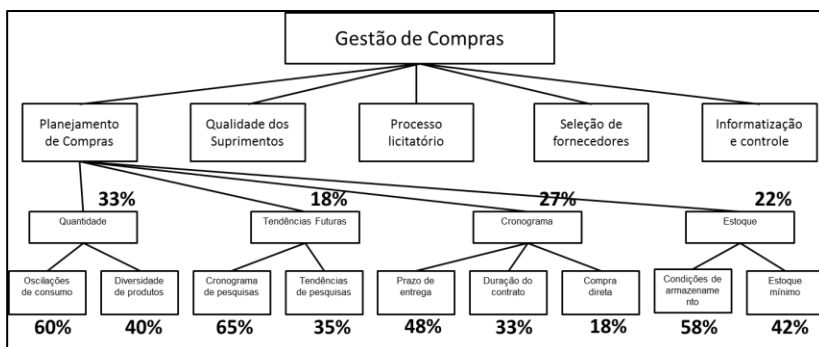 Gestão de Compras
Planejamento
de Compras
Qualidade dos
Suprimentos
Processo
licitatório
Seleção de
fornecedores
Informatização
e controle
33%
18%
27%
22%
Quantidade
Tendências Futuras
Cronograma
Estoque
Oscilações
de consumo
Diversidade
de produtos
Cronograma
de pesquisas
Tendências
de pesquisas
Prazo de
entrega
Duração do
contrato
Compra
direta
Condições de
armazename
nto
Estoque
mínimo
60%
40%
65%
35%
48%
33%
18%
58%
42%